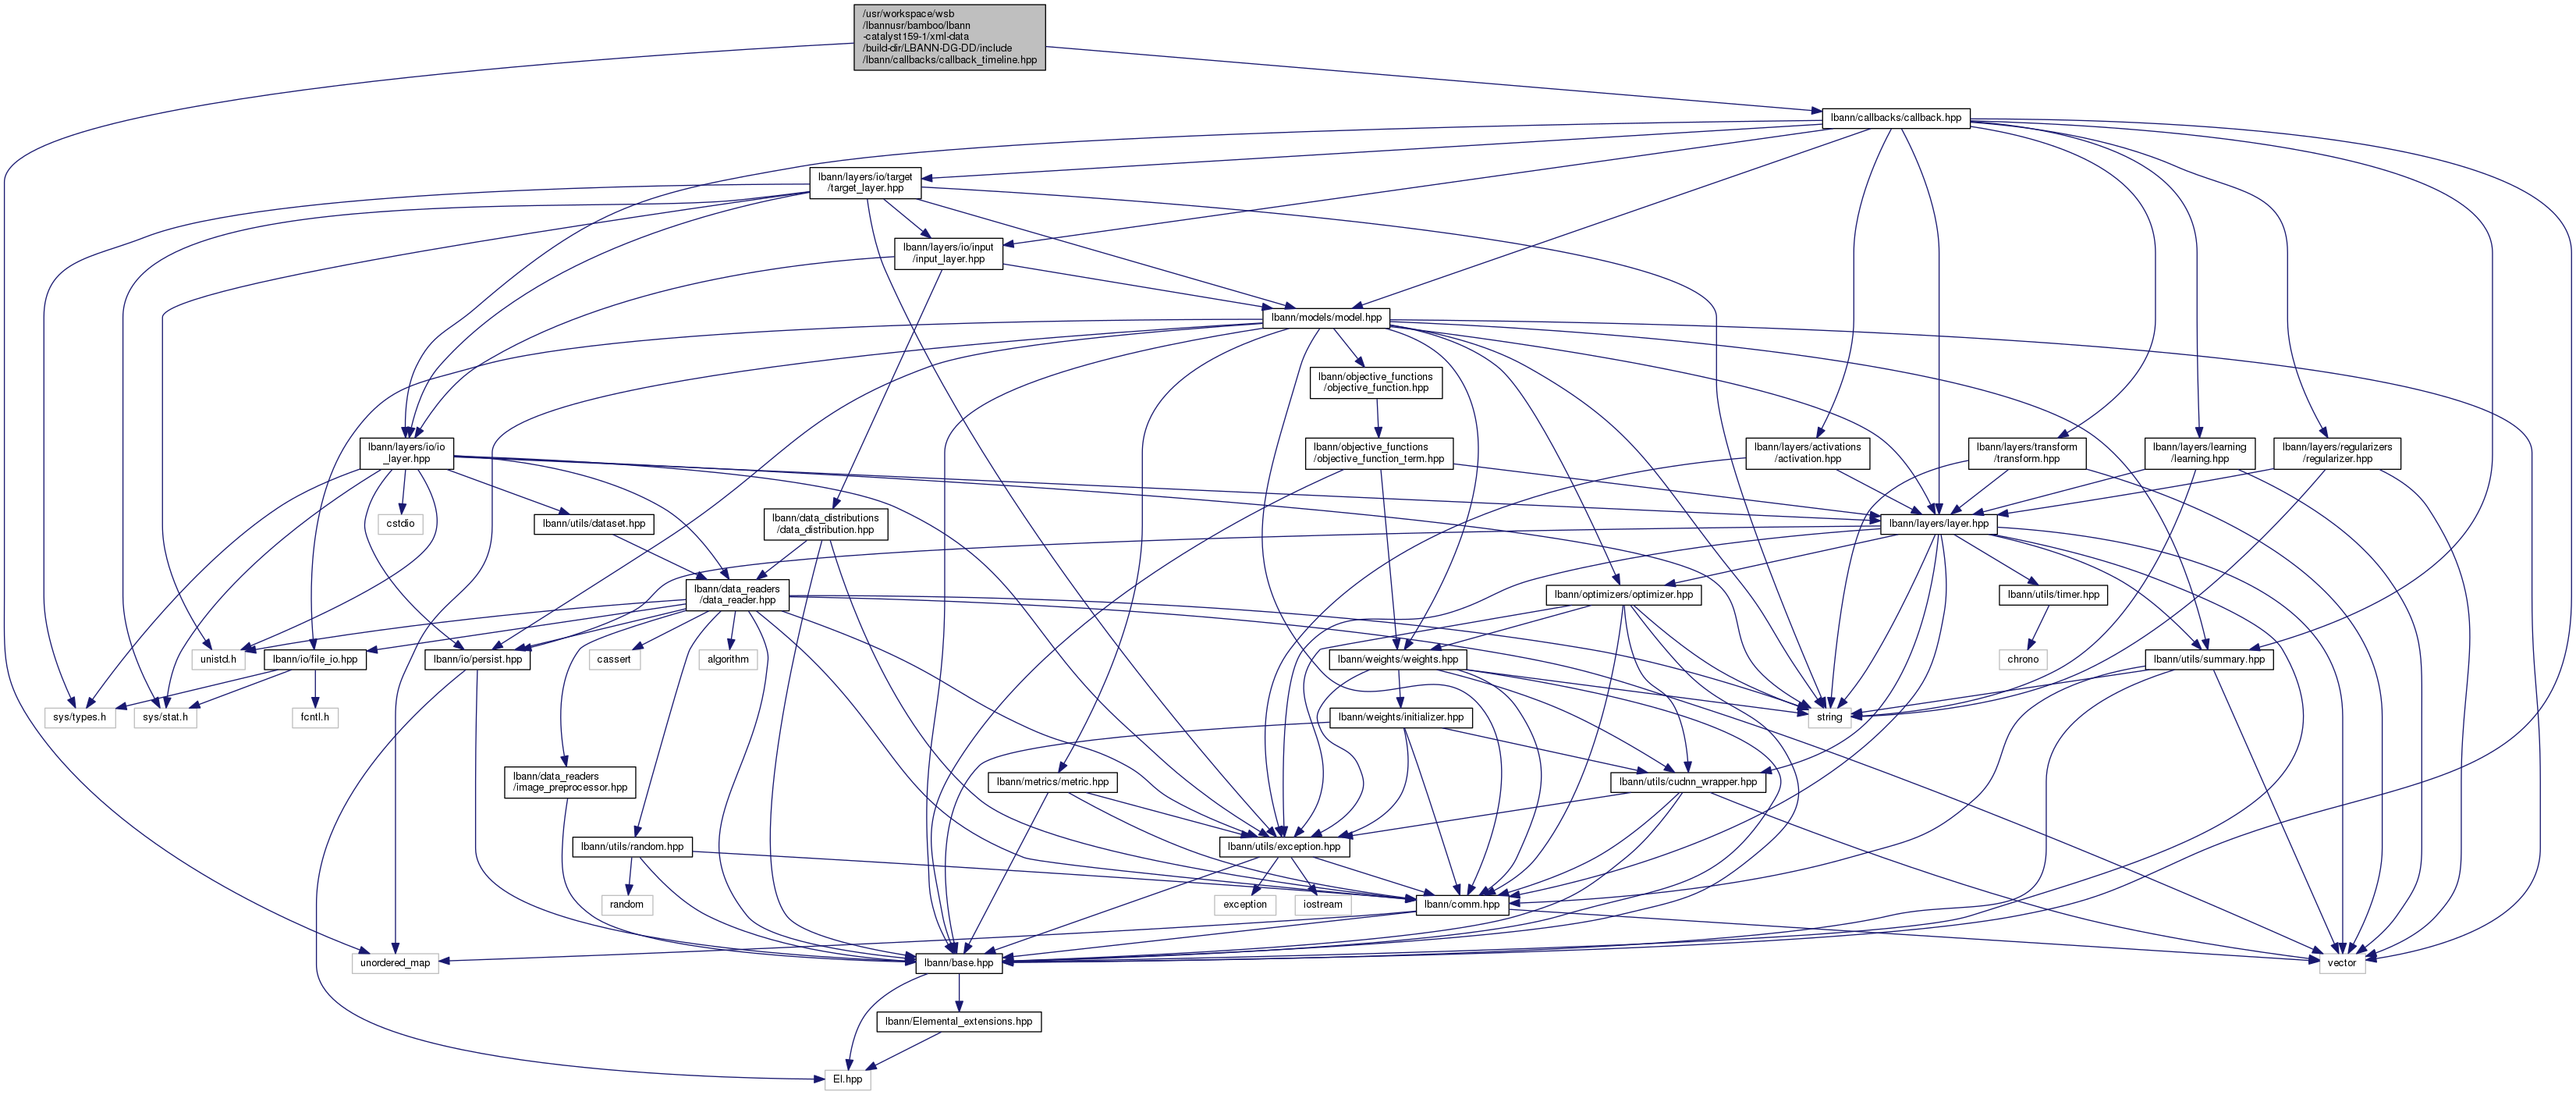 /usr/workspace/wsb
/lbannusr/bamboo/lbann
-catalyst159-1/xml-data
/build-dir/LBANN-DG-DD/include
/lbann/callbacks/callback_timeline.hpp
lbann/callbacks/callback.hpp
lbann/layers/io/target
/target_layer.hpp
lbann/layers/io/input
/input_layer.hpp
lbann/models/model.hpp
lbann/objective_functions
/objective_function.hpp
lbann/layers/io/io
_layer.hpp
lbann/objective_functions
/objective_function_term.hpp
lbann/layers/activations
/activation.hpp
lbann/layers/transform
/transform.hpp
lbann/layers/learning
/learning.hpp
lbann/layers/regularizers
/regularizer.hpp
cstdio
lbann/utils/dataset.hpp
lbann/data_distributions
/data_distribution.hpp
lbann/layers/layer.hpp
lbann/data_readers
/data_reader.hpp
lbann/optimizers/optimizer.hpp
lbann/utils/timer.hpp
unistd.h
lbann/io/file_io.hpp
lbann/io/persist.hpp
cassert
algorithm
lbann/weights/weights.hpp
chrono
lbann/utils/summary.hpp
sys/types.h
sys/stat.h
fcntl.h
lbann/weights/initializer.hpp
string
lbann/data_readers
/image_preprocessor.hpp
lbann/metrics/metric.hpp
lbann/utils/cudnn_wrapper.hpp
lbann/utils/random.hpp
lbann/utils/exception.hpp
random
exception
iostream
lbann/comm.hpp
unordered_map
lbann/base.hpp
vector
lbann/Elemental_extensions.hpp
El.hpp